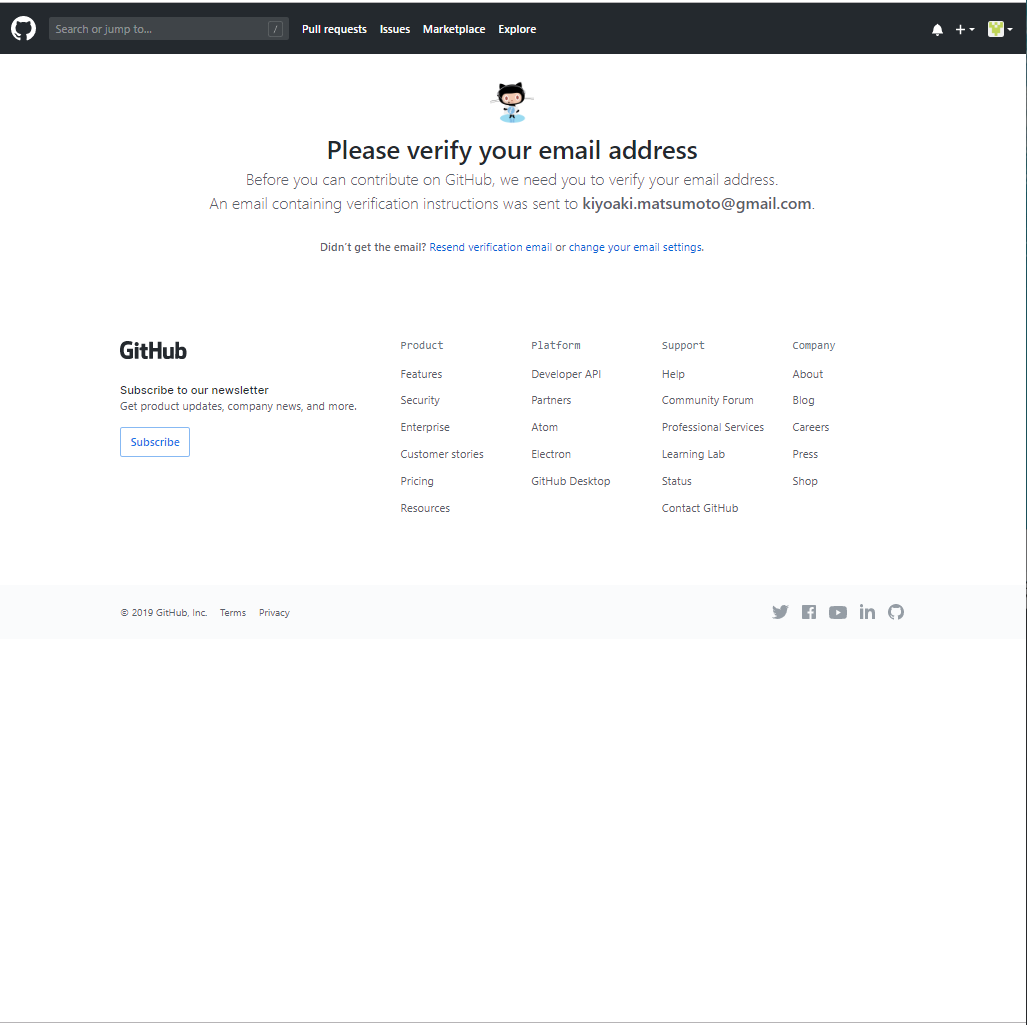 Search or jump to... / Pull requests Issues Marketplace Explore
Please verify your email address
Before you can contribute on GitHub, we need you to verify your email address.
An email containing verification instructions was sent to kiyoaki.matsumoto@gmail.com.
Didn't get the email? Resend verification email or change your email settings.
GitHub
Subscribe to our newsletter
Get product updates, company news, and more.
Subscribe
Product
Features
Security
Enterprise
Customer stories
Pricing
Resources
Platform
Developer API
Partners
Atom
Electron
GitHub Desktop
Support
Help
Community Forum
Professional Services
Learning Lab
Status
Contact GitHub
Company
About
Blog
Careers
Press
Shop
© 2019 GitHub, Inc. Terms Privacy